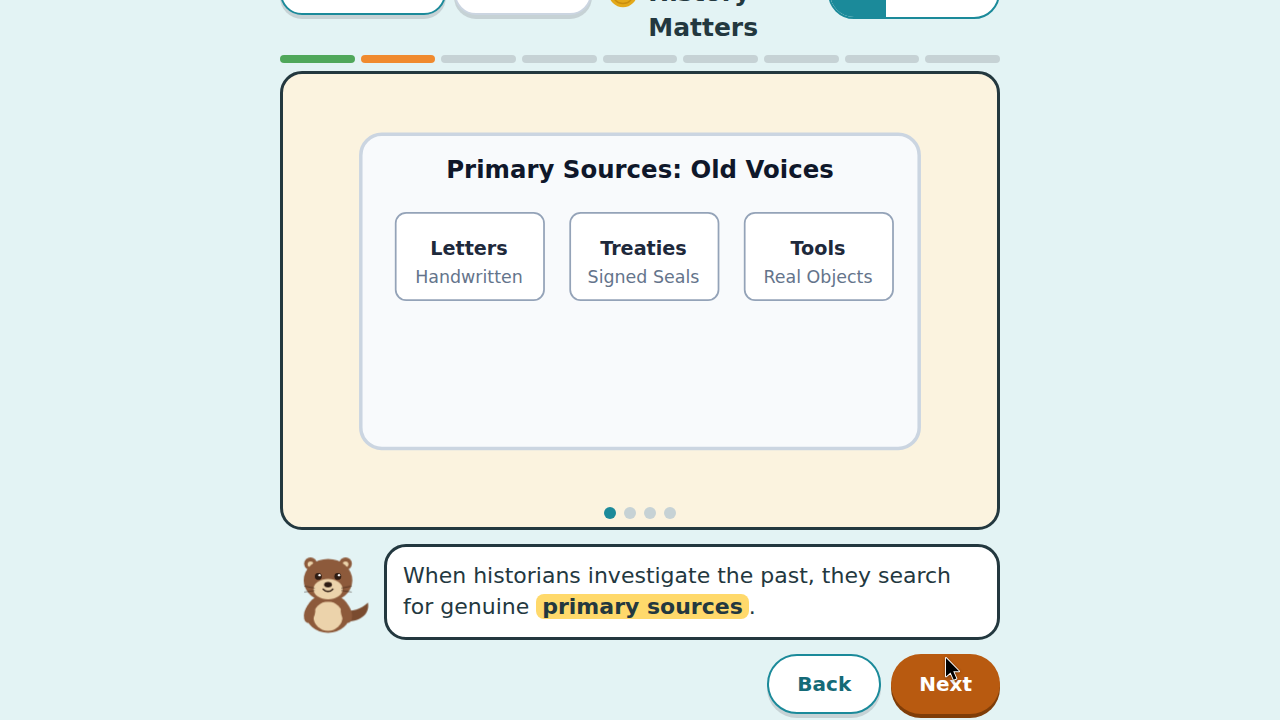 Matters
Primary Sources: Old Voices
Letters
Handwritten
Treaties
Signed Seals
Tools
Real Objects
When historians investigate the past, they search
for genuine primary sources.
Back
Next